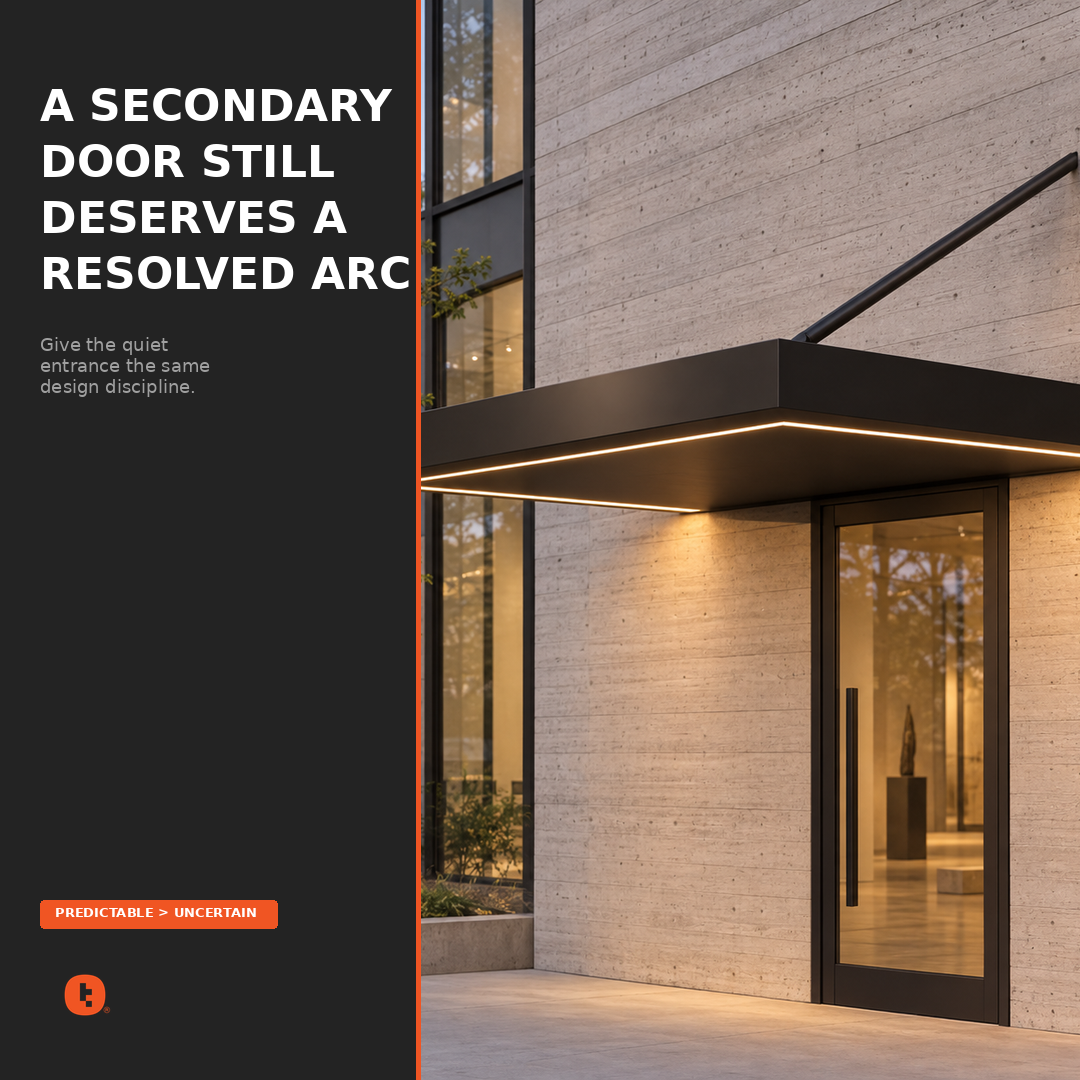 A SECONDARY
DOOR STILL
DESERVES A
RESOLVED ARC
Give the quiet
entrance the same
design discipline.
PREDICTABLE > UNCERTAIN
t®